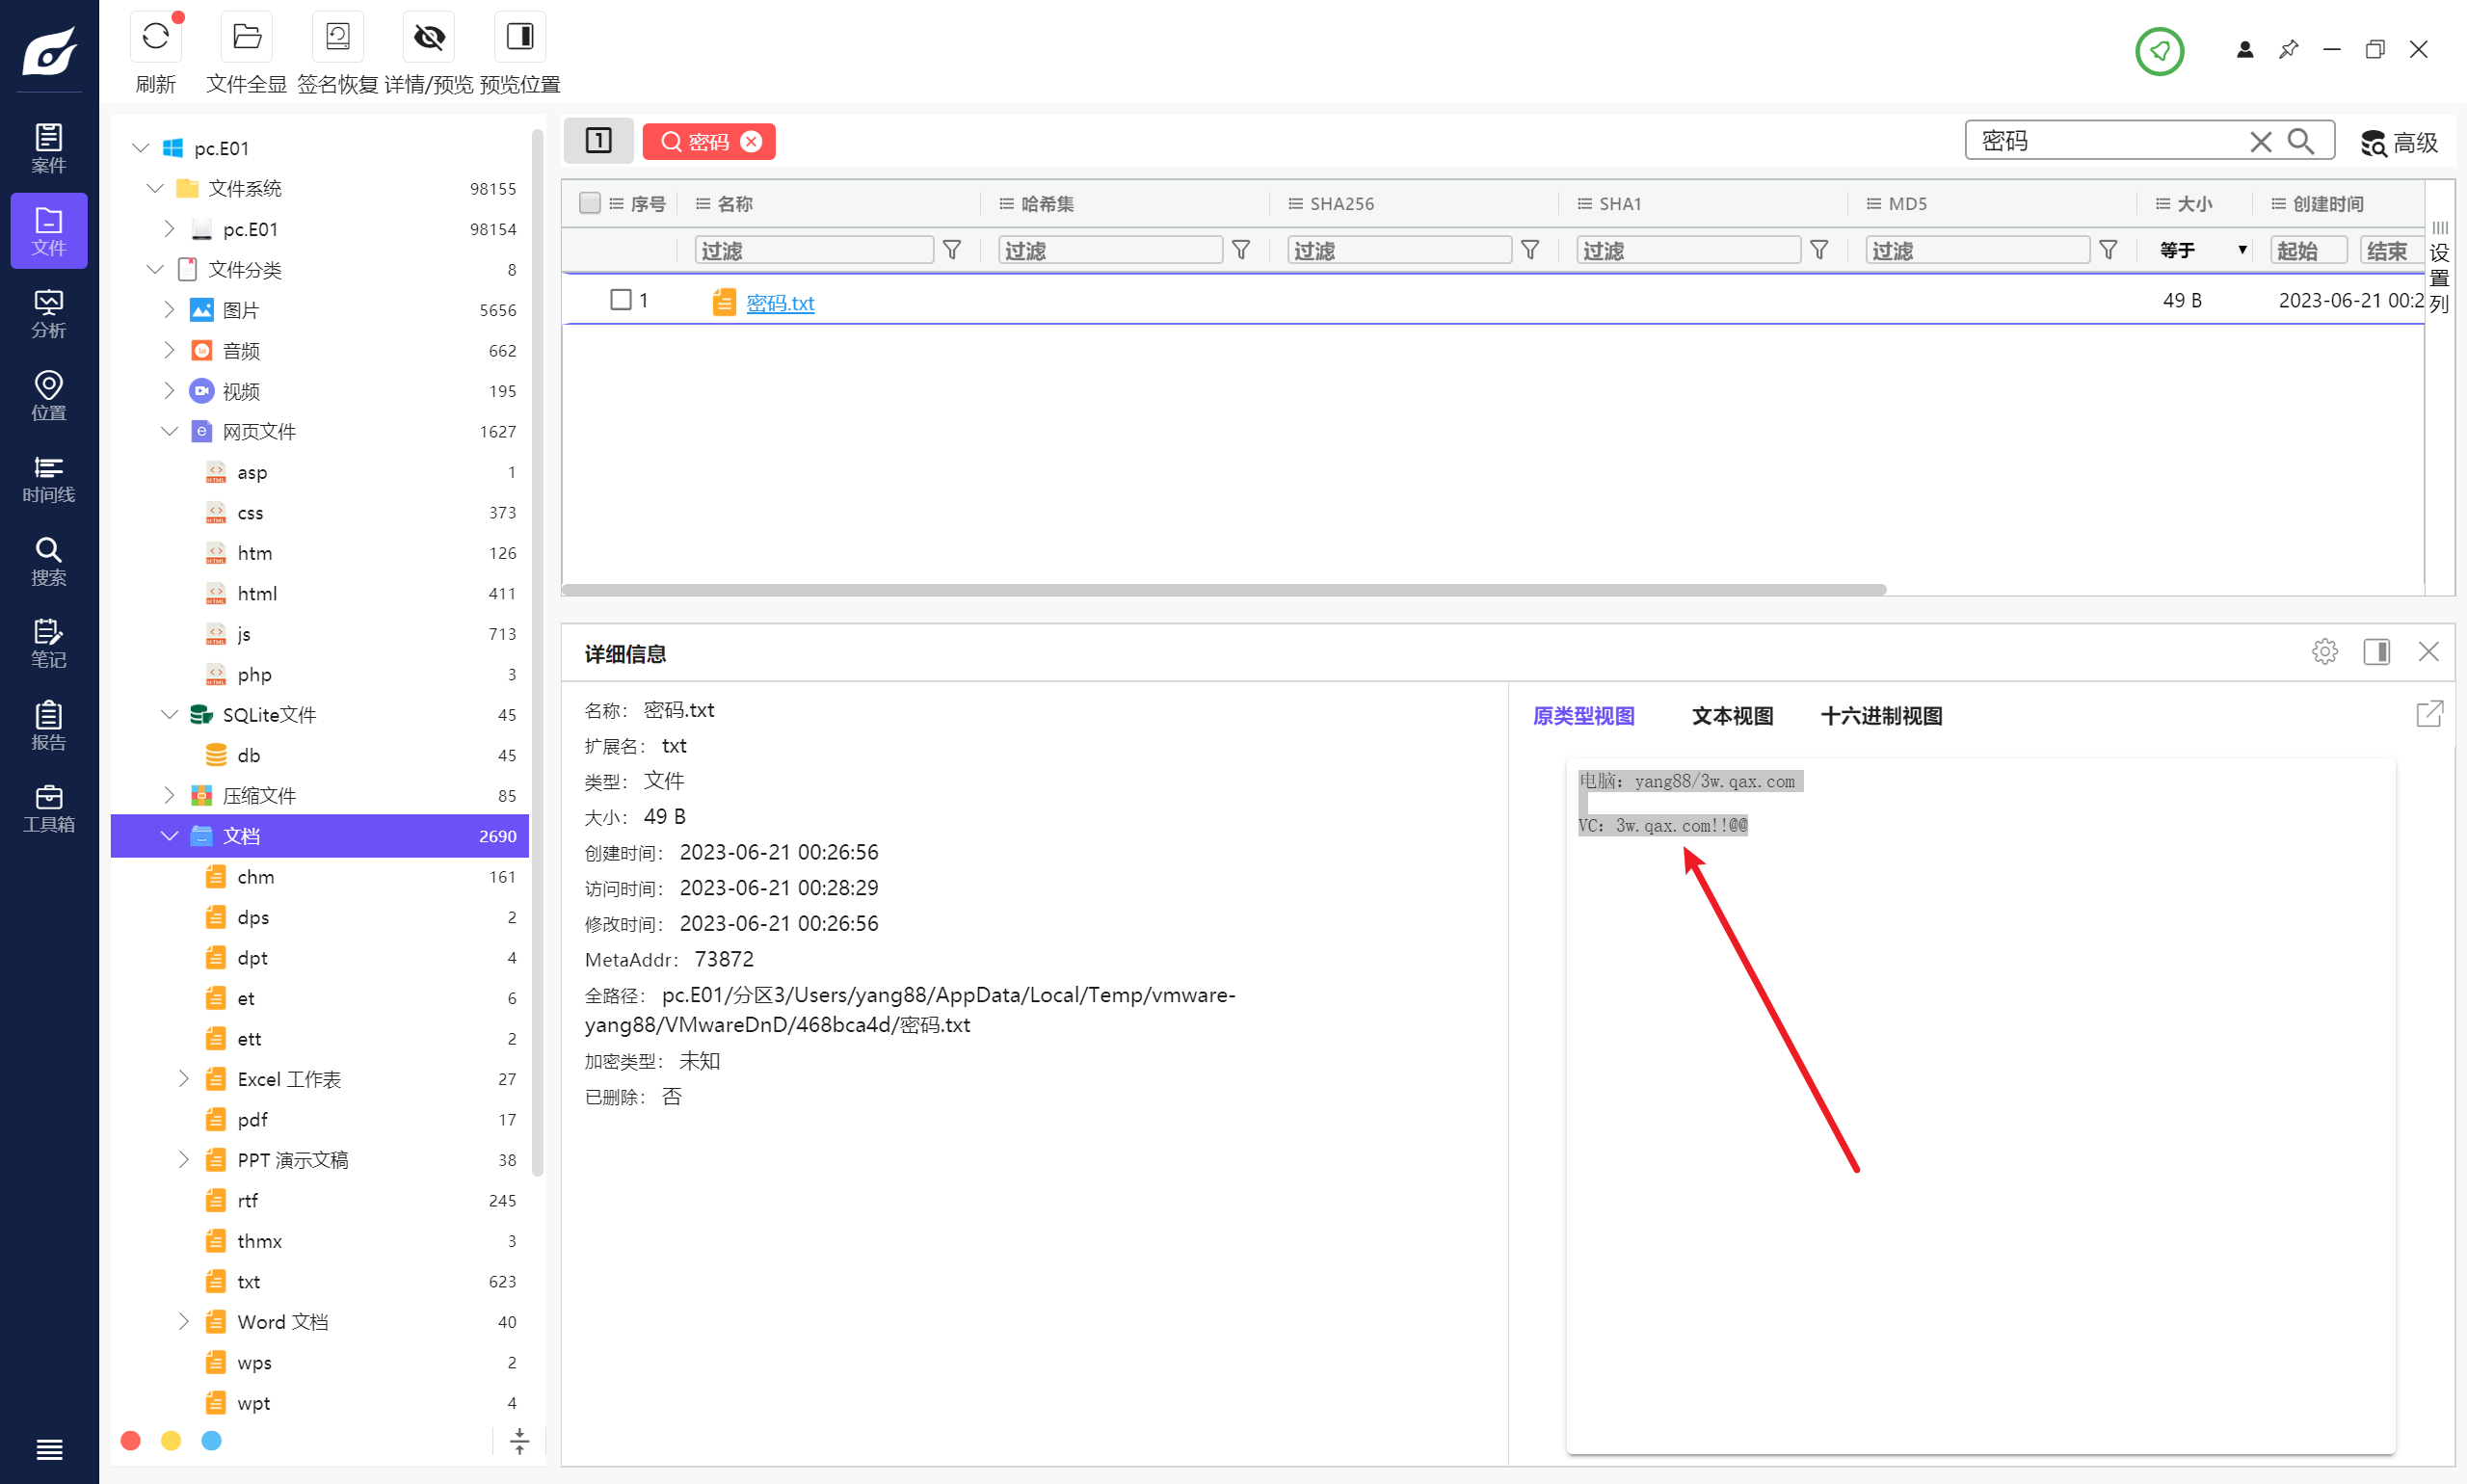 刷新
文件全显
签名恢复
详情/预览
预览位置
案件
文件
分析
位置
时间线
搜索
笔记
报告
工具箱
pc.E01
文件系统 98155
pc.E01 98154
文件分类 8
图片 5656
音频 662
视频 195
网页文件 1627
asp 1
css 373
htm 126
html 411
js 713
php 3
SQLite文件 45
db 45
压缩文件 85
文档 2690
chm 161
dps 2
dpt 4
et 6
ett 2
Excel 工作表 27
pdf 17
PPT 演示文稿 38
rtf 245
thmx 3
txt 623
Word 文档 40
wps 2
wpt 4
1 密码
密码 高级
序号 名称 哈希集 SHA256 SHA1 MD5 大小 创建时间
过滤 过滤 过滤 过滤 过滤 等于 起始 结束
1 密码.txt 49 B 2023-06-21 00:2
设置列
详细信息
名称： 密码.txt
扩展名： txt
类型： 文件
大小： 49 B
创建时间： 2023-06-21 00:26:56
访问时间： 2023-06-21 00:28:29
修改时间： 2023-06-21 00:26:56
MetaAddr： 73872
全路径： pc.E01/分区3/Users/yang88/AppData/Local/Temp/vmware-
yang88/VMwareDnD/468bca4d/密码.txt
加密类型： 未知
已删除： 否
原类型视图 文本视图 十六进制视图
电脑：yang88/3w.qax.com
VC：3w.qax.com!!@@